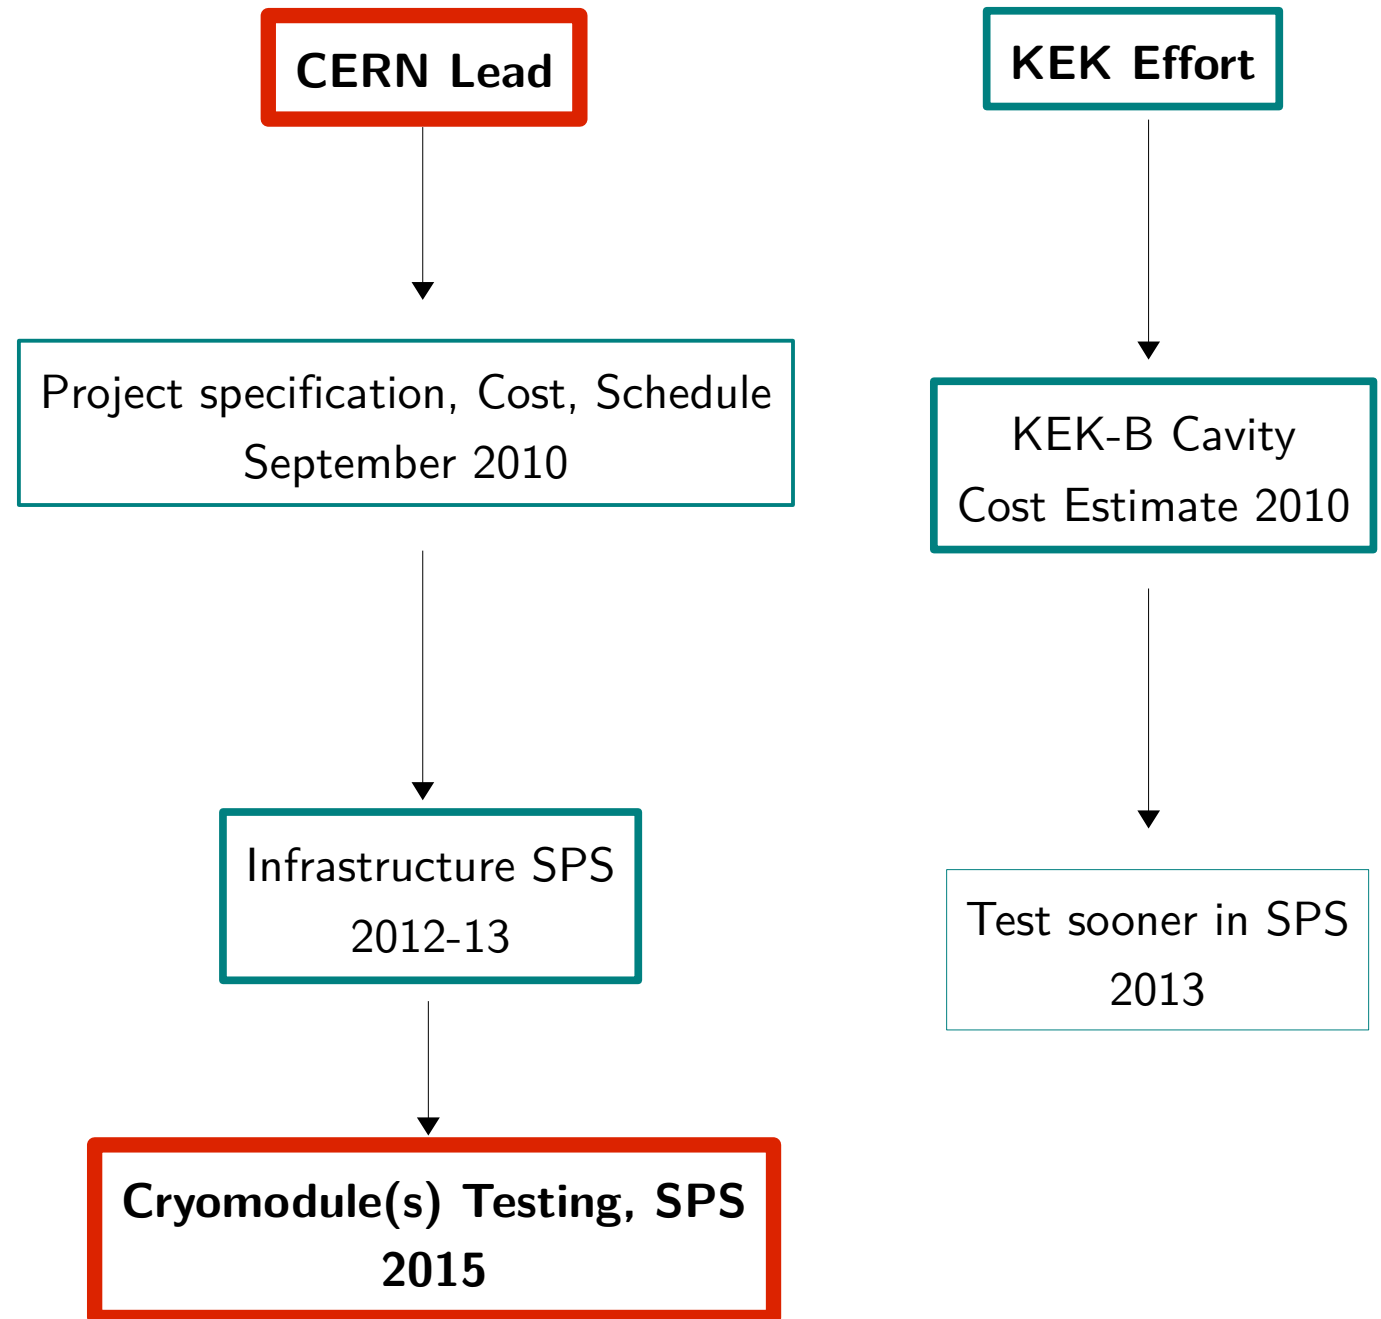 CERN Lead
Project specification, Cost, Schedule
September 2010
Infrastructure SPS
2012-13
Cryomodule(s) Testing, SPS
2015
KEK Effort
KEK-B Cavity
Cost Estimate 2010
Test sooner in SPS
2013